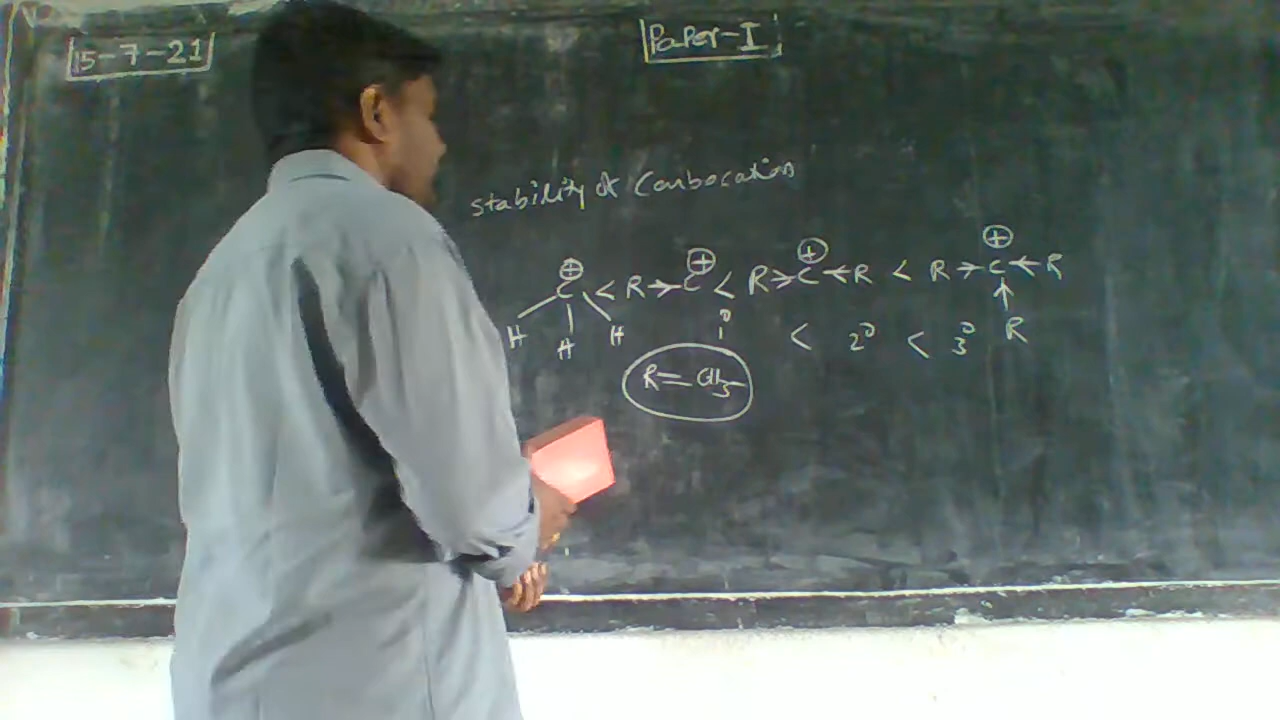 15-7-21
Paper-I
stability of Carbocation
⊕ ⊕ ⊕ ⊕
C < R→C < R→C←R < R→C←R
H H H ↑ R
1° < 2° < 3°
R=CH3-